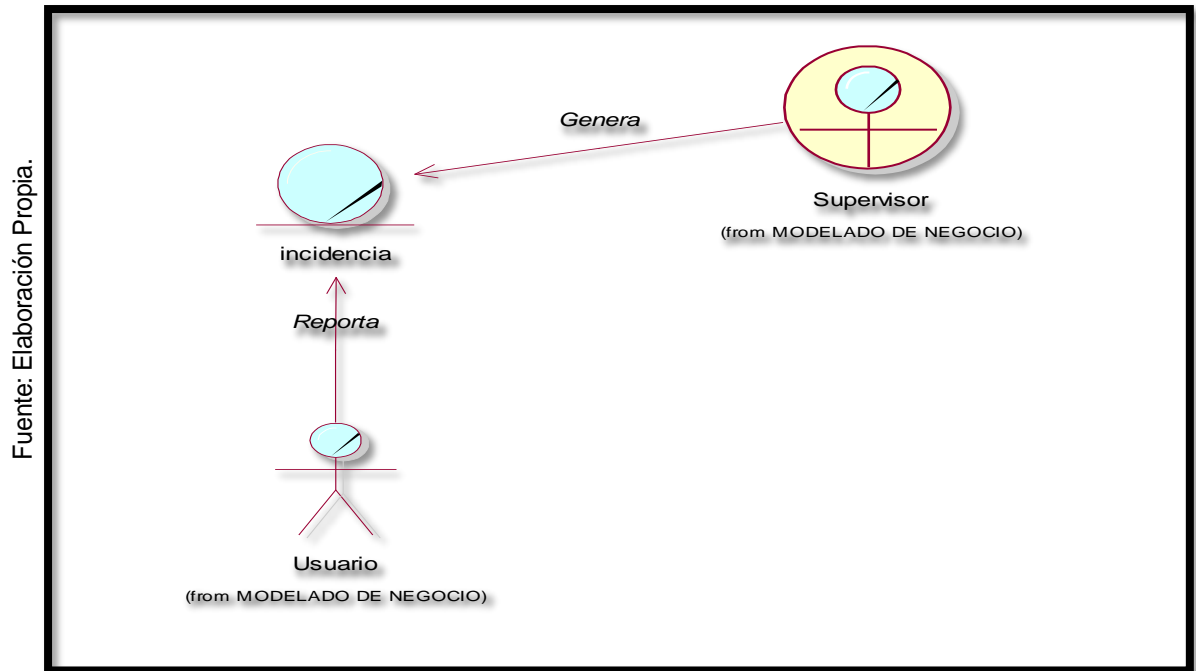 Fuente: Elaboración Propia.
Genera
Supervisor
(from MODELADO DE NEGOCIO)
incidencia
Reporta
Usuario
(from MODELADO DE NEGOCIO)